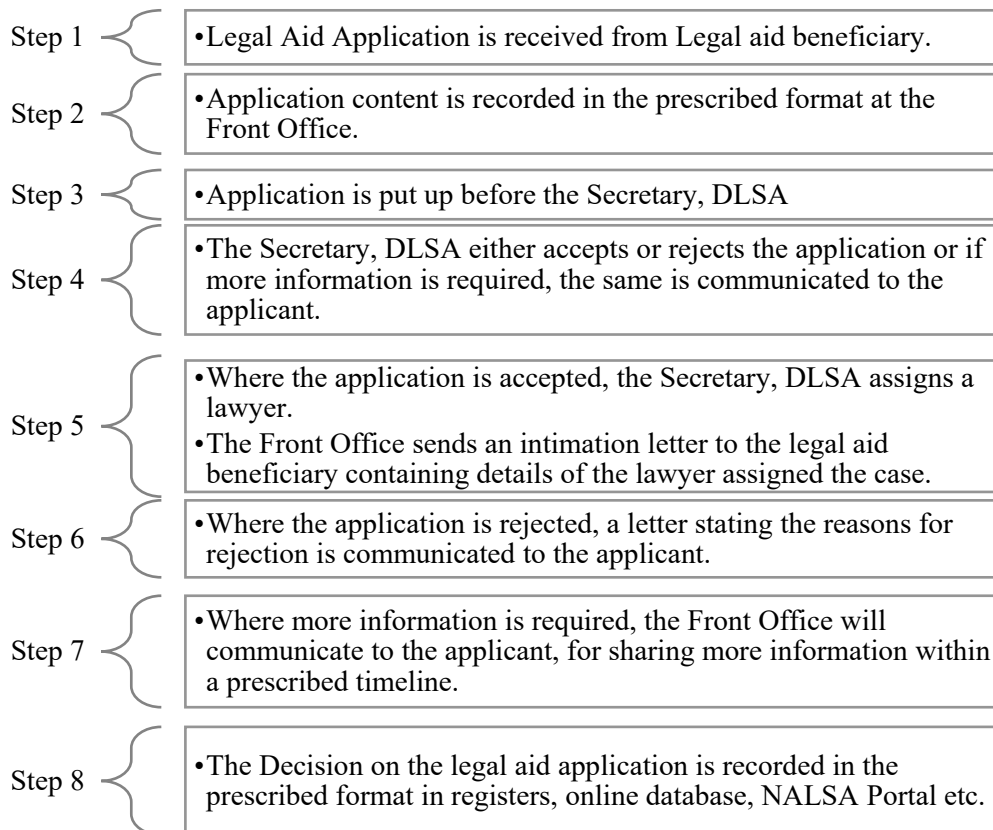 Step 1
•Legal Aid Application is received from Legal aid beneficiary.
Step 2
•Application content is recorded in the prescribed format at the
Front Office.
Step 3
•Application is put up before the Secretary, DLSA
Step 4
•The Secretary, DLSA either accepts or rejects the application or if
more information is required, the same is communicated to the
applicant.
Step 5
•Where the application is accepted, the Secretary, DLSA assigns a
lawyer.
•The Front Office sends an intimation letter to the legal aid
beneficiary containing details of the lawyer assigned the case.
Step 6
•Where the application is rejected, a letter stating the reasons for
rejection is communicated to the applicant.
Step 7
•Where more information is required, the Front Office will
communicate to the applicant, for sharing more information within
a prescribed timeline.
Step 8
•The Decision on the legal aid application is recorded in the
prescribed format in registers, online database, NALSA Portal etc.